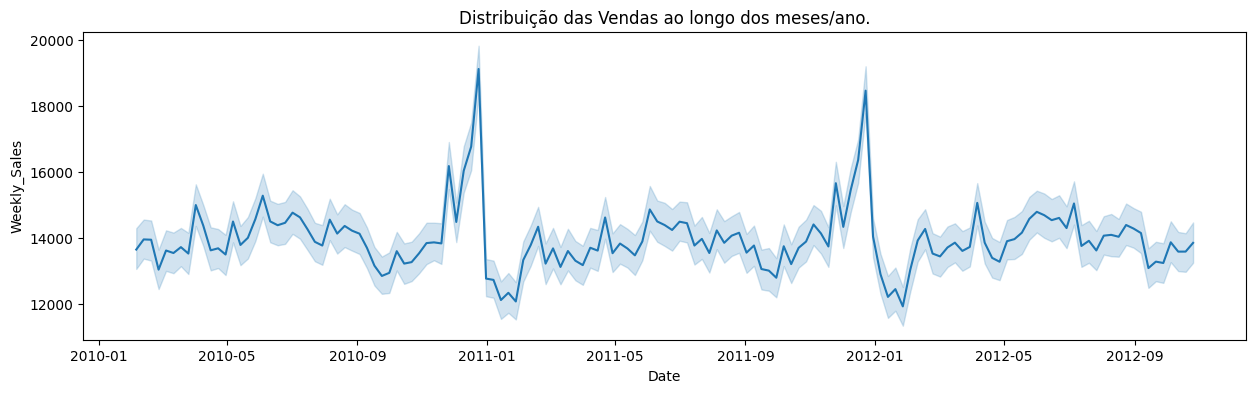 Distribuição das Vendas ao longo dos meses/ano.
20000
18000
16000
14000
12000
Weekly_Sales
2010-01 2010-05 2010-09 2011-01 2011-05 2011-09 2012-01 2012-05 2012-09
Date